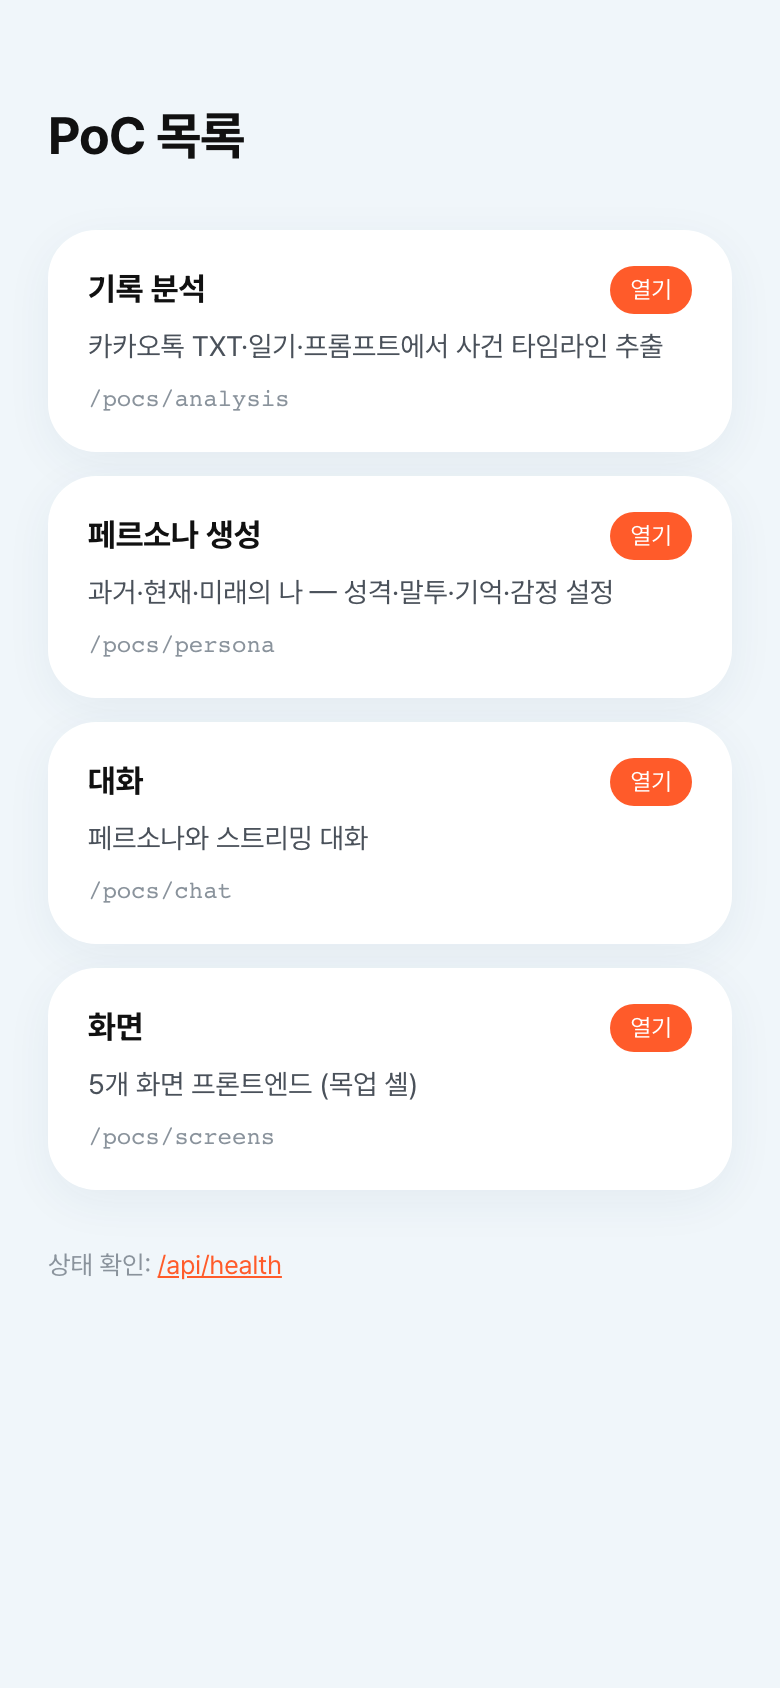 PoC 목록
기록 분석
열기
카카오톡 TXT·일기·프롬프트에서 사건 타임라인 추출
/pocs/analysis
페르소나 생성
열기
과거·현재·미래의 나 — 성격·말투·기억·감정 설정
/pocs/persona
대화
열기
페르소나와 스트리밍 대화
/pocs/chat
화면
열기
5개 화면 프론트엔드 (목업 셸)
/pocs/screens
상태 확인: /api/health